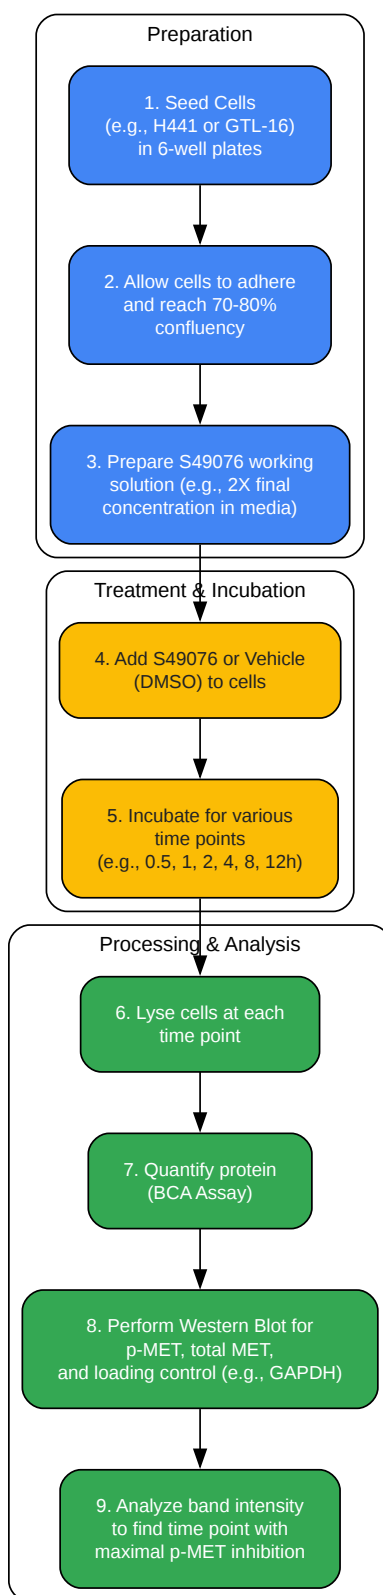 Preparation
1. Seed Cells
(e.g., H441 or GTL-16)
in 6-well plates
2. Allow cells to adhere
and reach 70-80%
confluency
3. Prepare S49076 working
solution (e.g., 2X final
concentration in media)
Treatment & Incubation
4. Add S49076 or Vehicle
(DMSO) to cells
5. Incubate for various
time points
(e.g., 0.5, 1, 2, 4, 8, 12h)
Processing & Analysis
6. Lyse cells at each
time point
7. Quantify protein
(BCA Assay)
8. Perform Western Blot for
p-MET, total MET,
and loading control (e.g., GAPDH)
9. Analyze band intensity
to find time point with
maximal p-MET inhibition